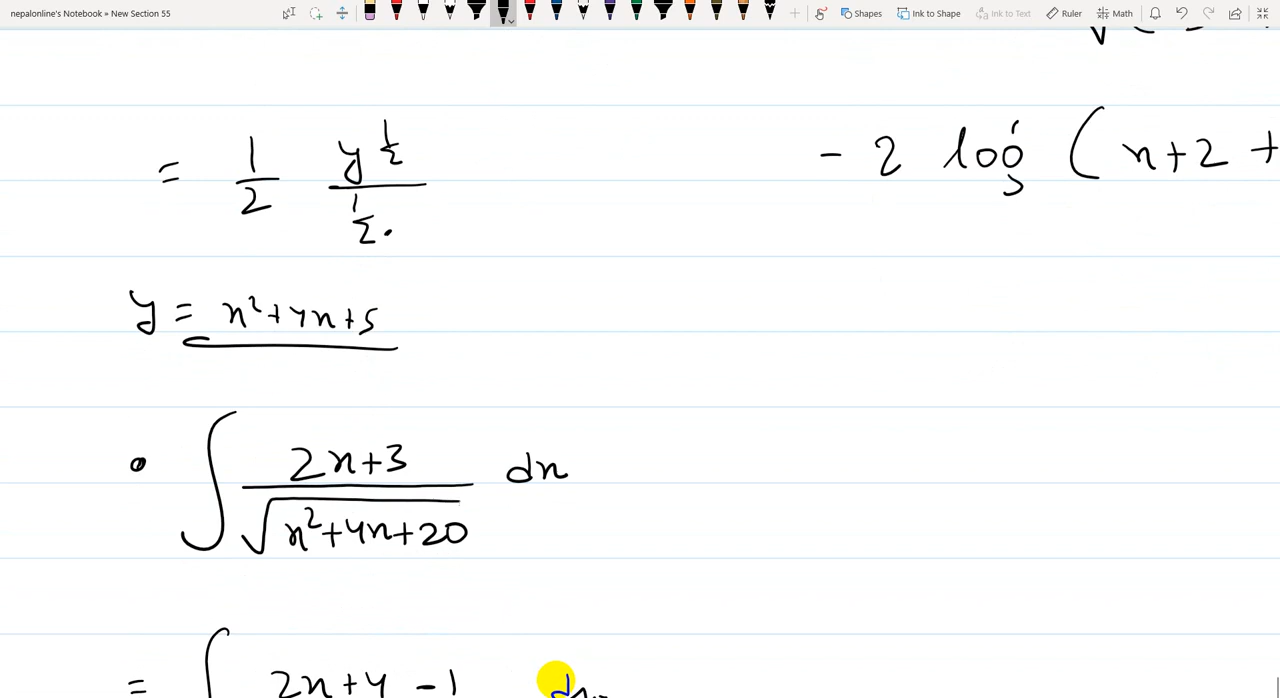 nepalonline's Notebook » New Section 55
Shapes Ink to Shape Ink to Text Ruler Math
= 1/2 y^(1/2) / (1/2).
- 2 log (x+2 +
y = x²+4x+5
• ∫ (2x+3) / √(x²+4x+20) dx
= ∫ 2x+4 -1 dx